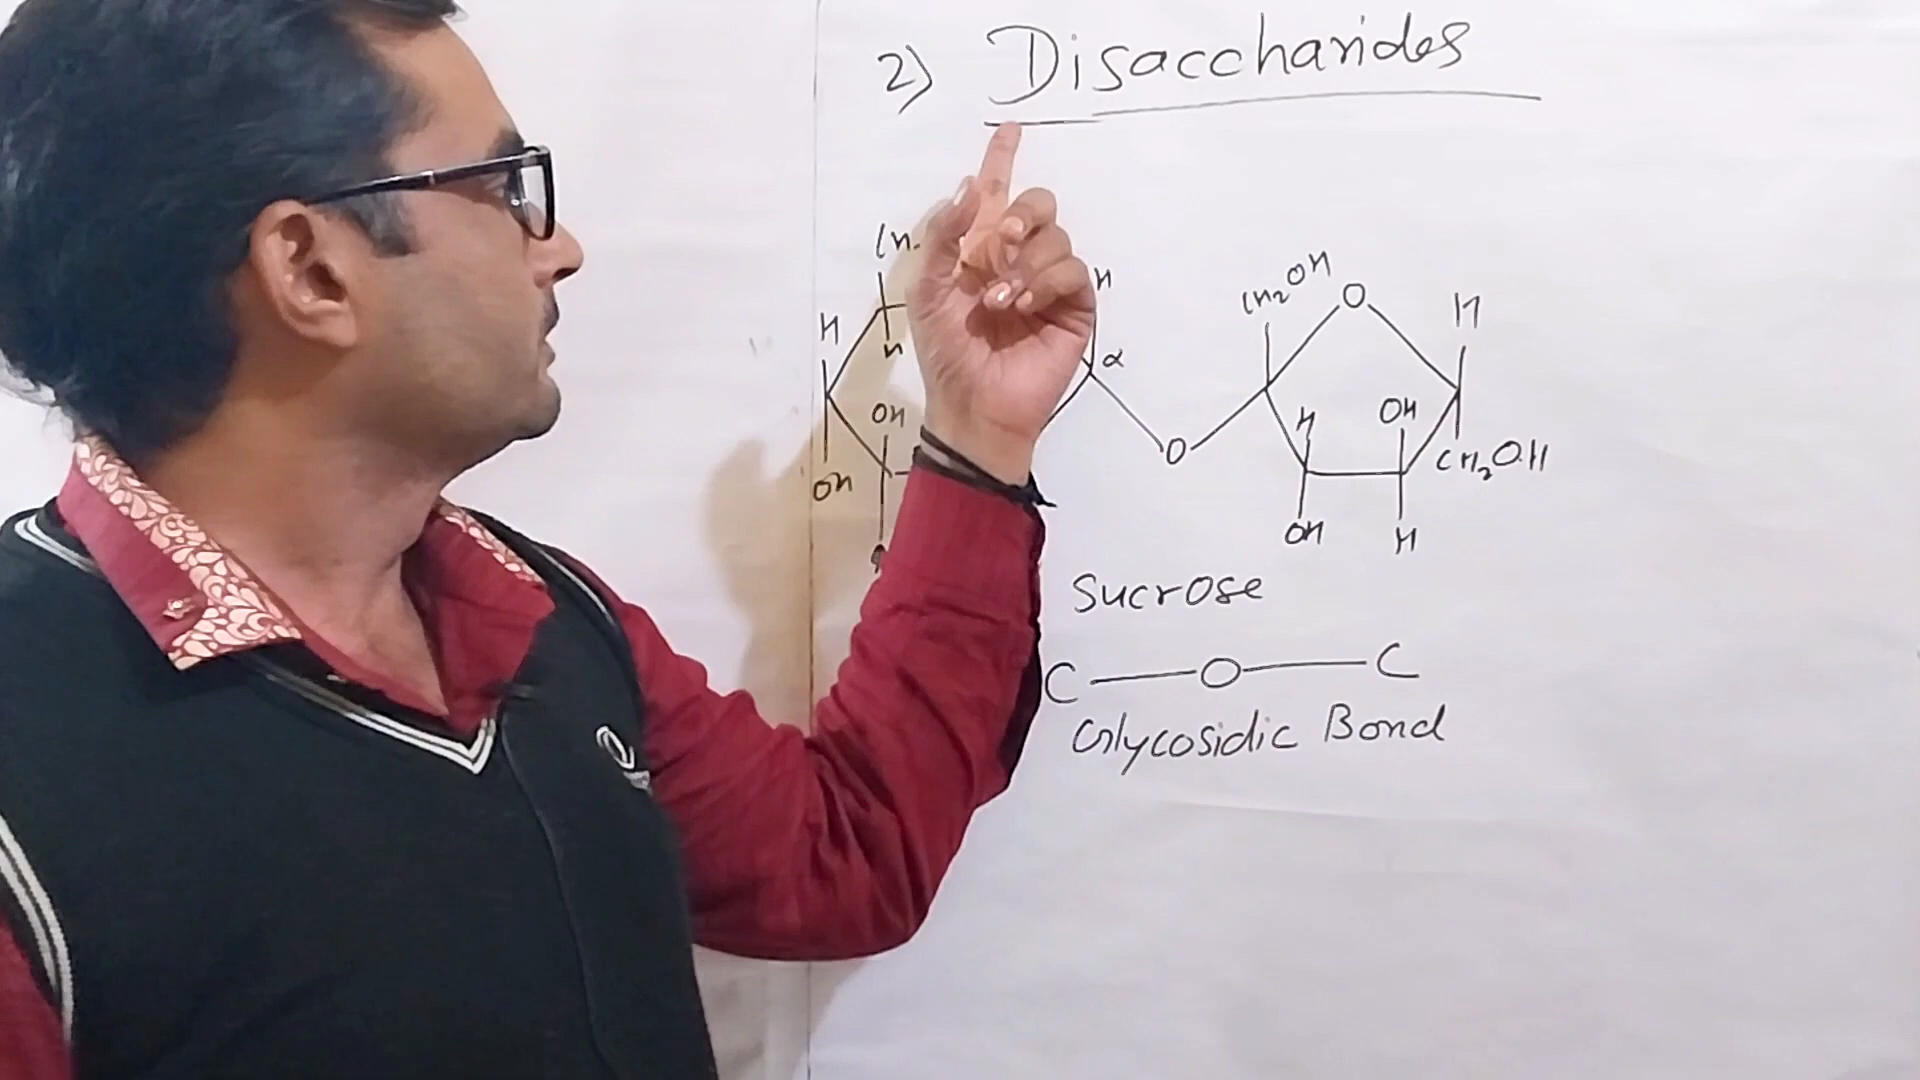 2) Disaccharides
H
CH2OH O H
H
H α
OH H OH
OH O CH2OH
OH H
Sucrose
C — O — C
Glycosidic Bond